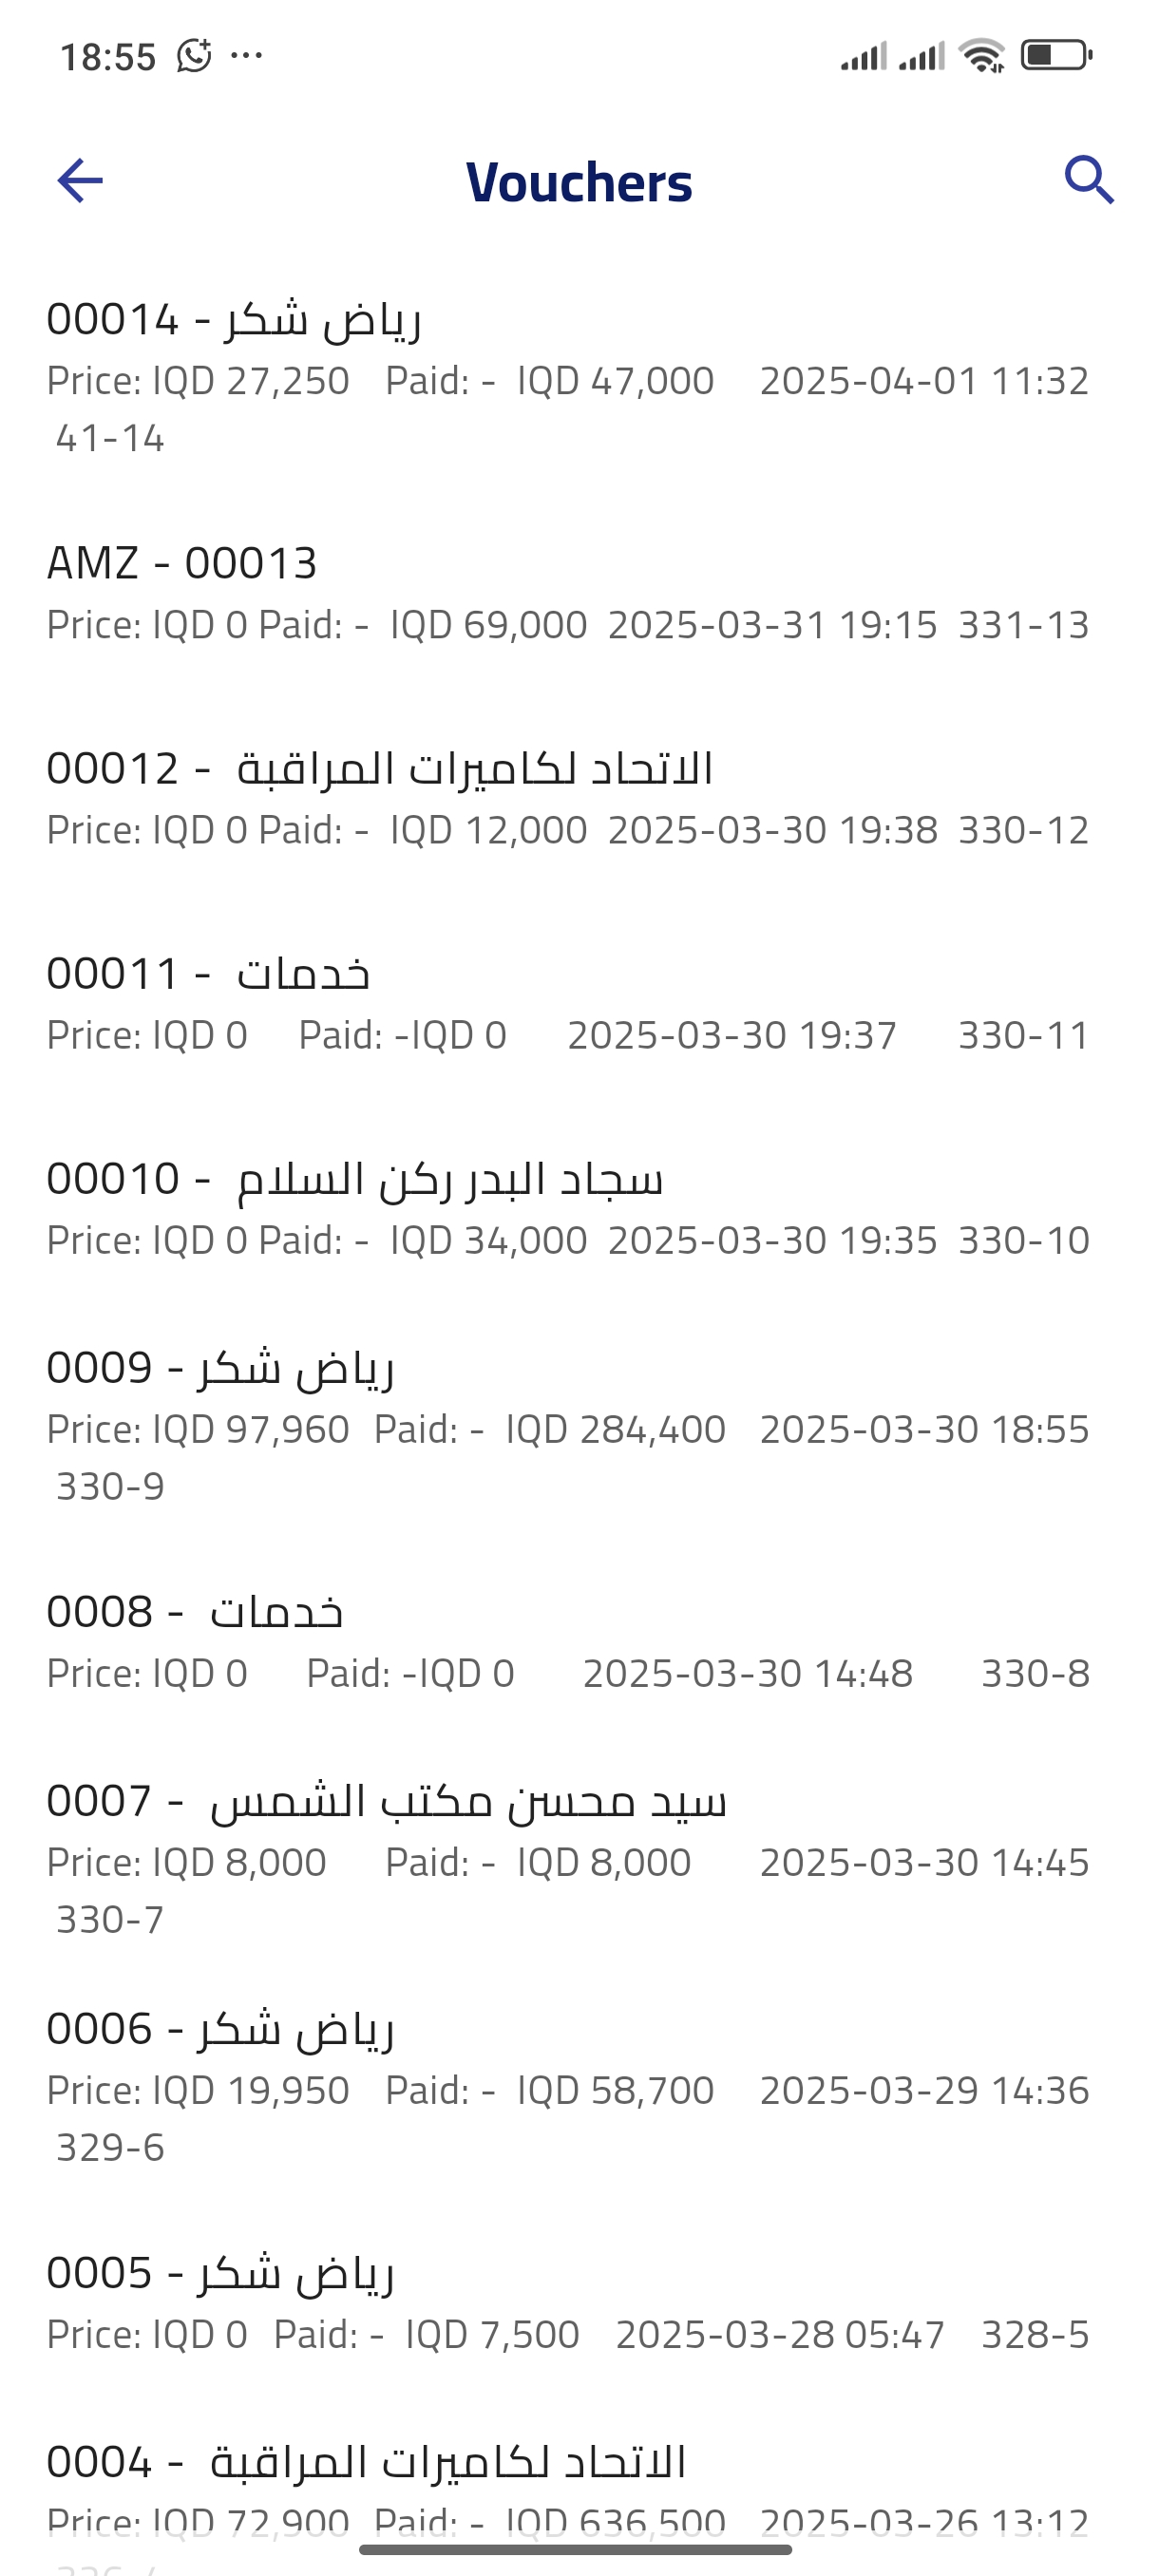 18:55
Vouchers
00014 - رياض شكر
Price: IQD 27,250 Paid: - IQD 47,000 2025-04-01 11:32
41-14
AMZ - 00013
Price: IQD 0 Paid: - IQD 69,000 2025-03-31 19:15 331-13
00012 - الاتحاد لكاميرات المراقبة
Price: IQD 0 Paid: - IQD 12,000 2025-03-30 19:38 330-12
00011 - خدمات
Price: IQD 0 Paid: -IQD 0 2025-03-30 19:37 330-11
00010 - سجاد البدر ركن السلام
Price: IQD 0 Paid: - IQD 34,000 2025-03-30 19:35 330-10
0009 - رياض شكر
Price: IQD 97,960 Paid: - IQD 284,400 2025-03-30 18:55
330-9
0008 - خدمات
Price: IQD 0 Paid: -IQD 0 2025-03-30 14:48 330-8
0007 - سيد محسن مكتب الشمس
Price: IQD 8,000 Paid: - IQD 8,000 2025-03-30 14:45
330-7
0006 - رياض شكر
Price: IQD 19,950 Paid: - IQD 58,700 2025-03-29 14:36
329-6
0005 - رياض شكر
Price: IQD 0 Paid: - IQD 7,500 2025-03-28 05:47 328-5
0004 - الاتحاد لكاميرات المراقبة
Price: IQD 72,900 Paid: - IQD 636,500 2025-03-26 13:12